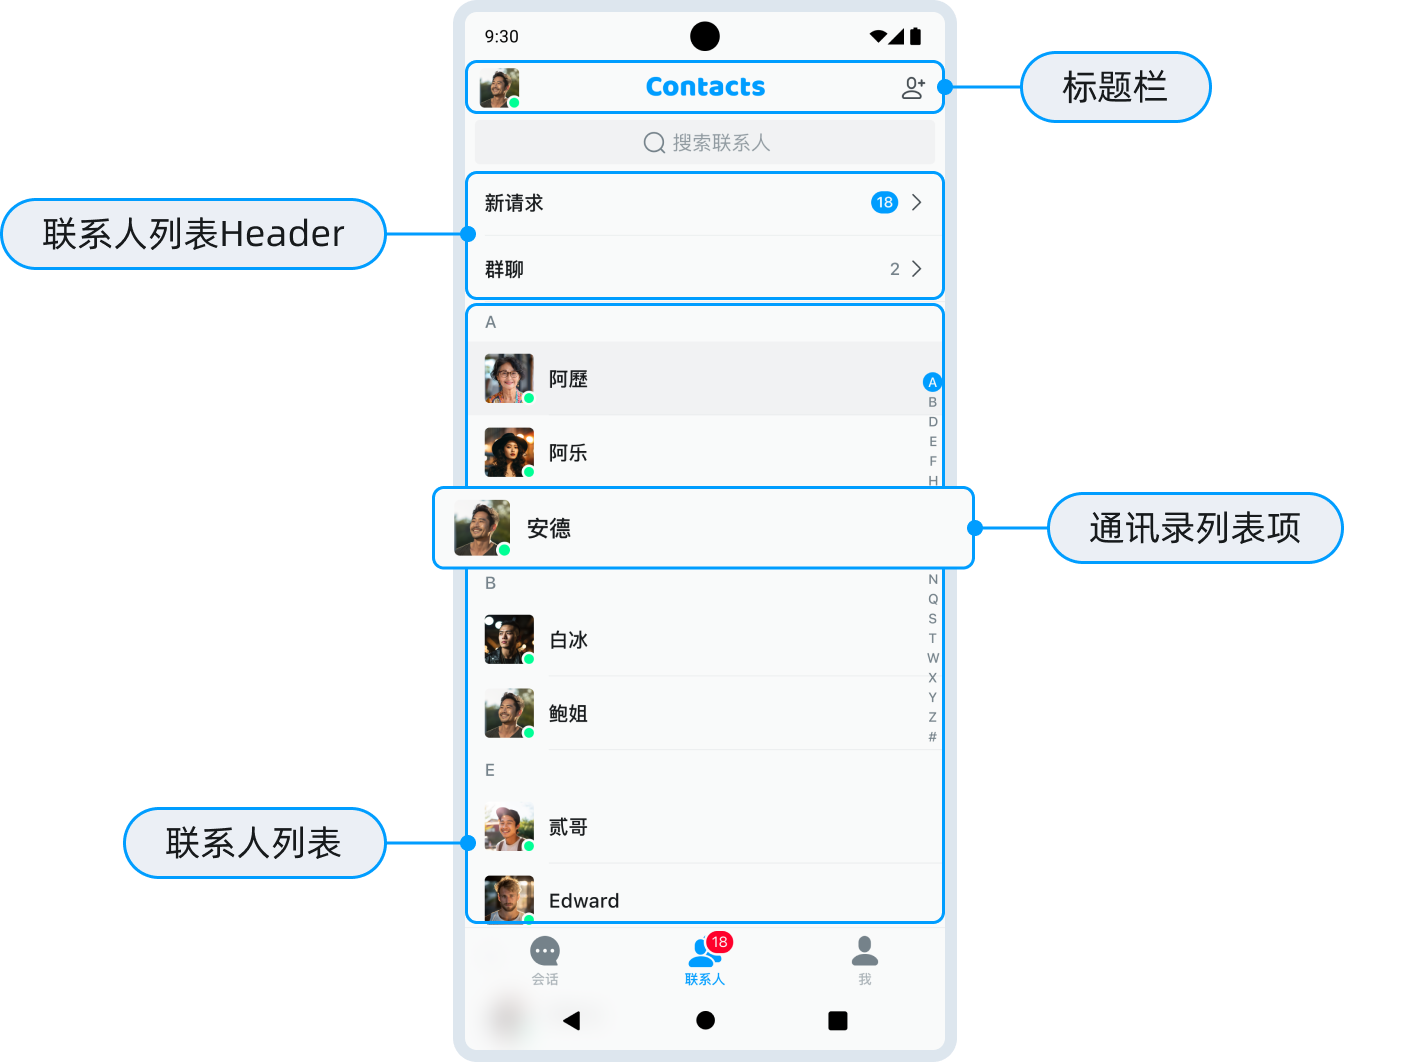 9:30
Contacts
标题栏
搜索联系人
新请求
18
联系人列表Header
群聊
2
A
阿歷
A
B
D
E
F
H
阿乐
安德
通讯录列表项
B
N
Q
S
T
W
X
Y
Z
#
白冰
鲍姐
E
贰哥
联系人列表
Edward
18
会话
联系人
我